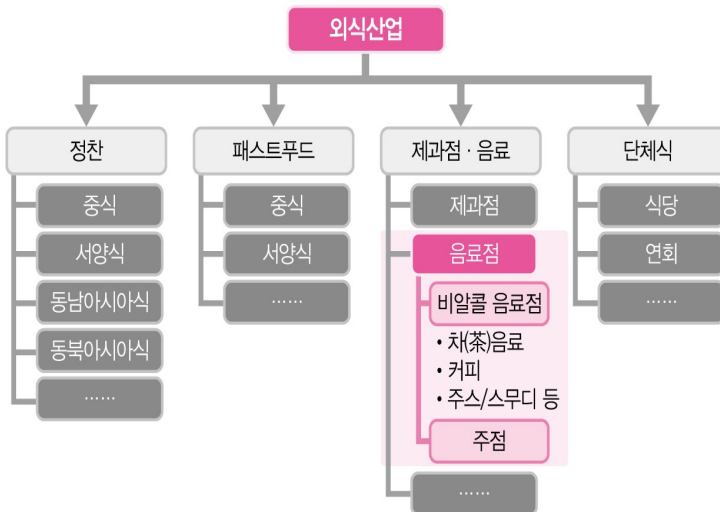 외식산업
정찬
중식
서양식
동남아시아식
동북아시아식
……
패스트푸드
중식
서양식
……
제과점 · 음료
제과점
음료점
비알콜 음료점
• 차(茶)음료
• 커피
• 주스/스무디 등
주점
……
단체식
식당
연회
……